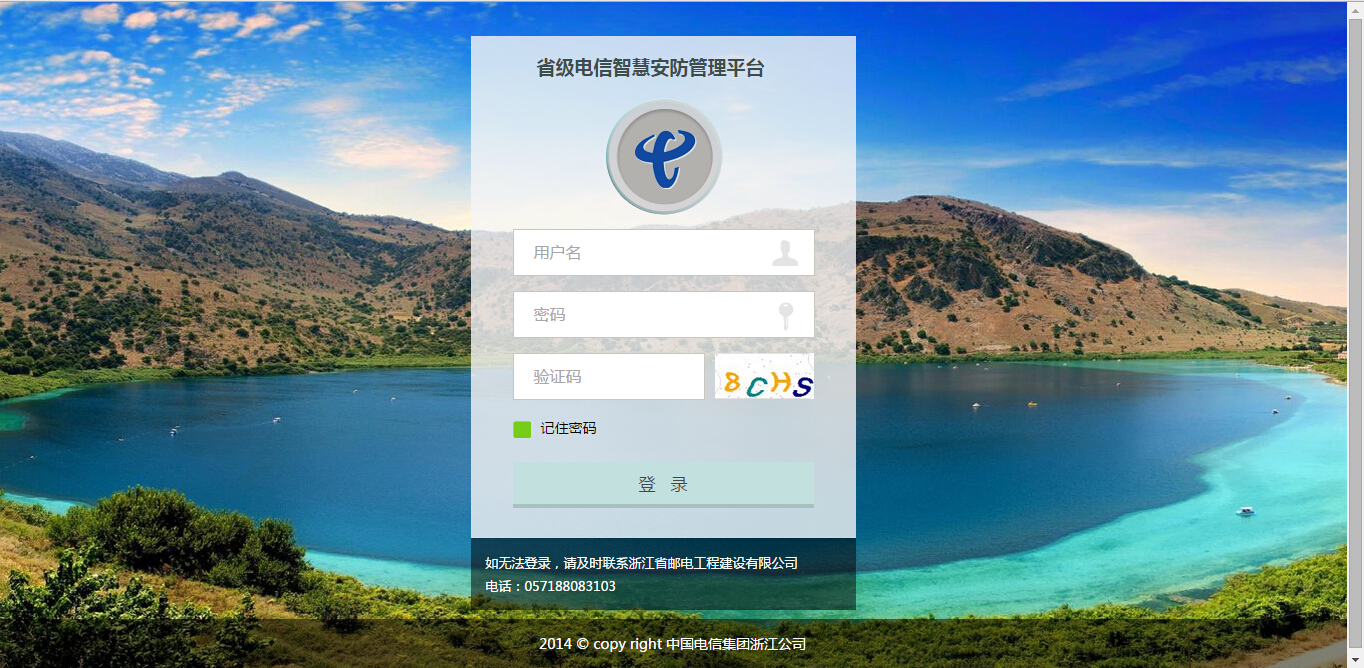 省级电信智慧安防管理平台
用户名
密码
验证码
8CHS
记住密码
登 录
如无法登录，请及时联系浙江省邮电工程建设有限公司
电话：057188083103
2014 © copy right 中国电信集团浙江公司